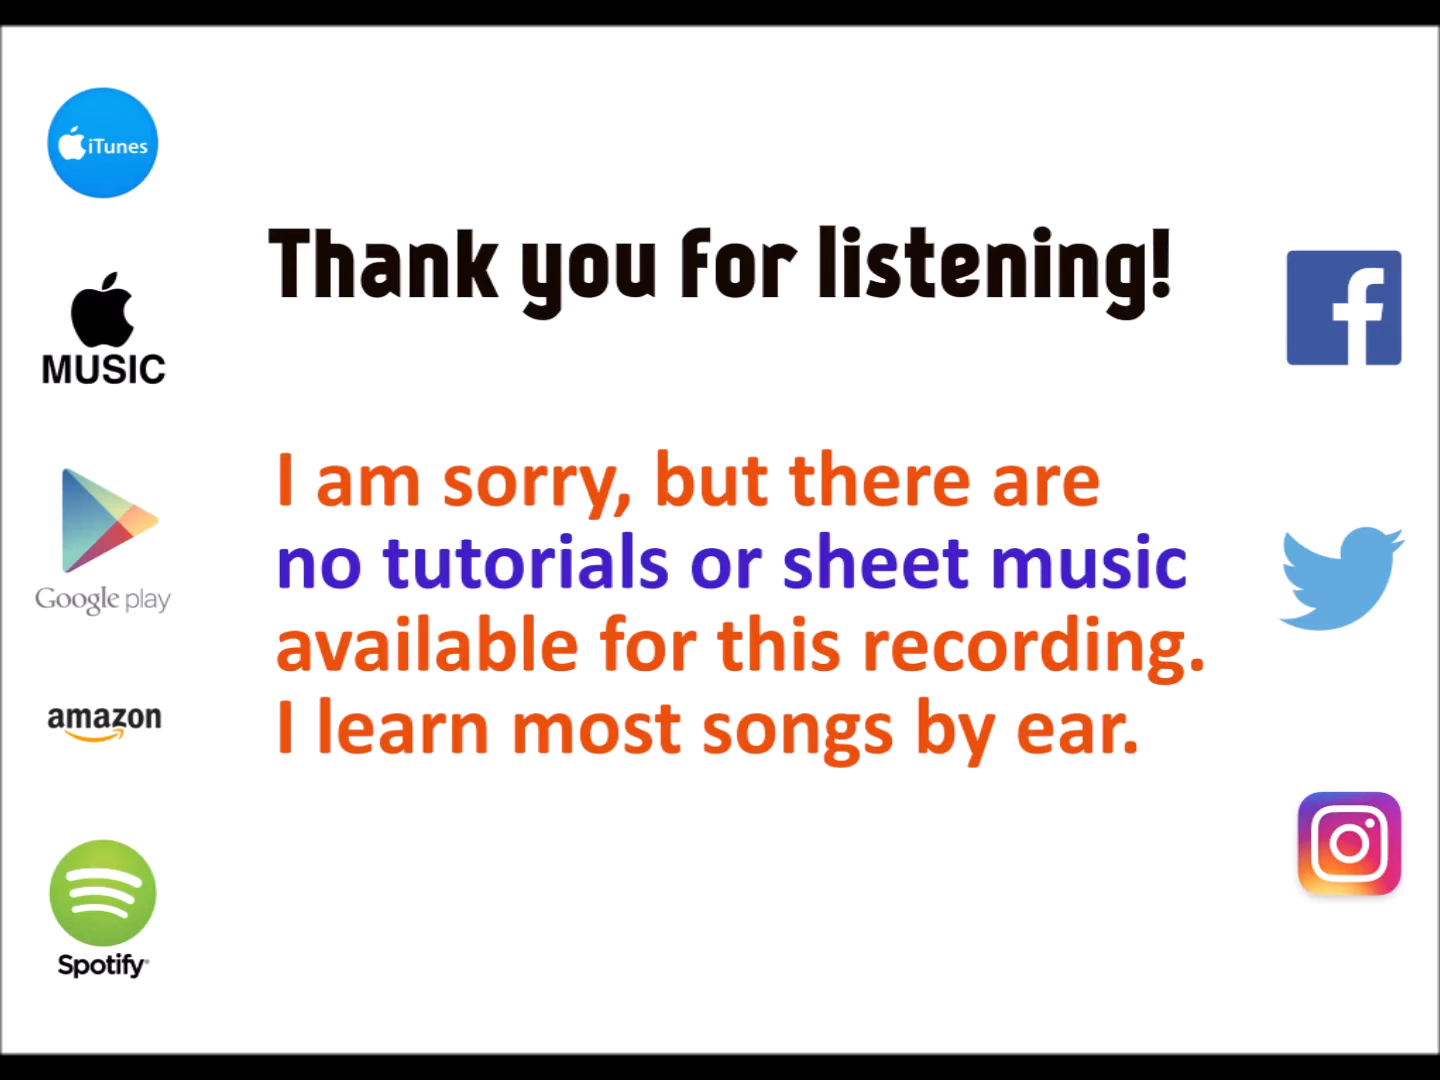 iTunes
Thank you for listening!
MUSIC
I am sorry, but there are
no tutorials or sheet music
available for this recording.
I learn most songs by ear.
Google play
amazon
Spotify